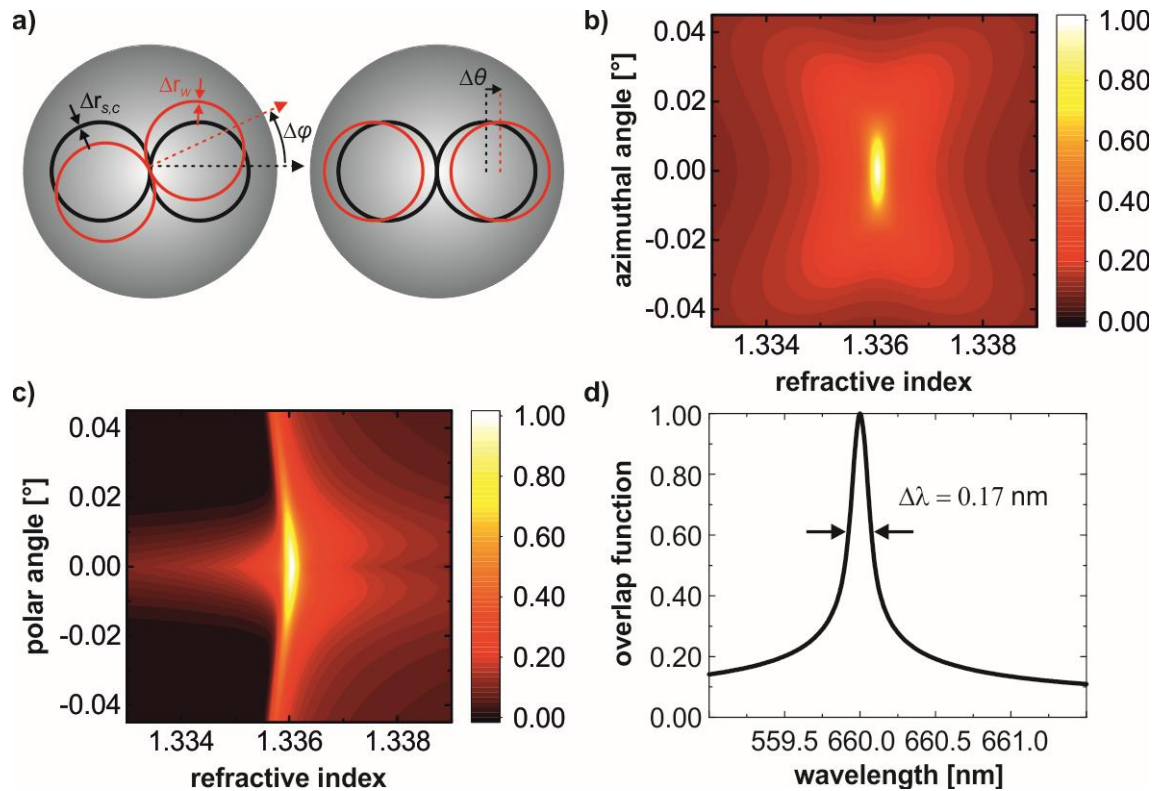 a)
Δr_s,c
Δr_w
Δφ
Δθ
b)
azimuthal angle [°]
0.04
0.02
0.00
-0.02
-0.04
1.334
1.336
1.338
refractive index
1.00
0.80
0.60
0.40
0.20
0.00
c)
polar angle [°]
0.04
0.02
0.00
-0.02
-0.04
1.334
1.336
1.338
refractive index
1.00
0.80
0.60
0.40
0.20
0.00
d)
overlap function
1.00
0.80
0.60
0.40
0.20
0.00
Δλ = 0.17 nm
559.5
660.0
660.5
661.0
wavelength [nm]